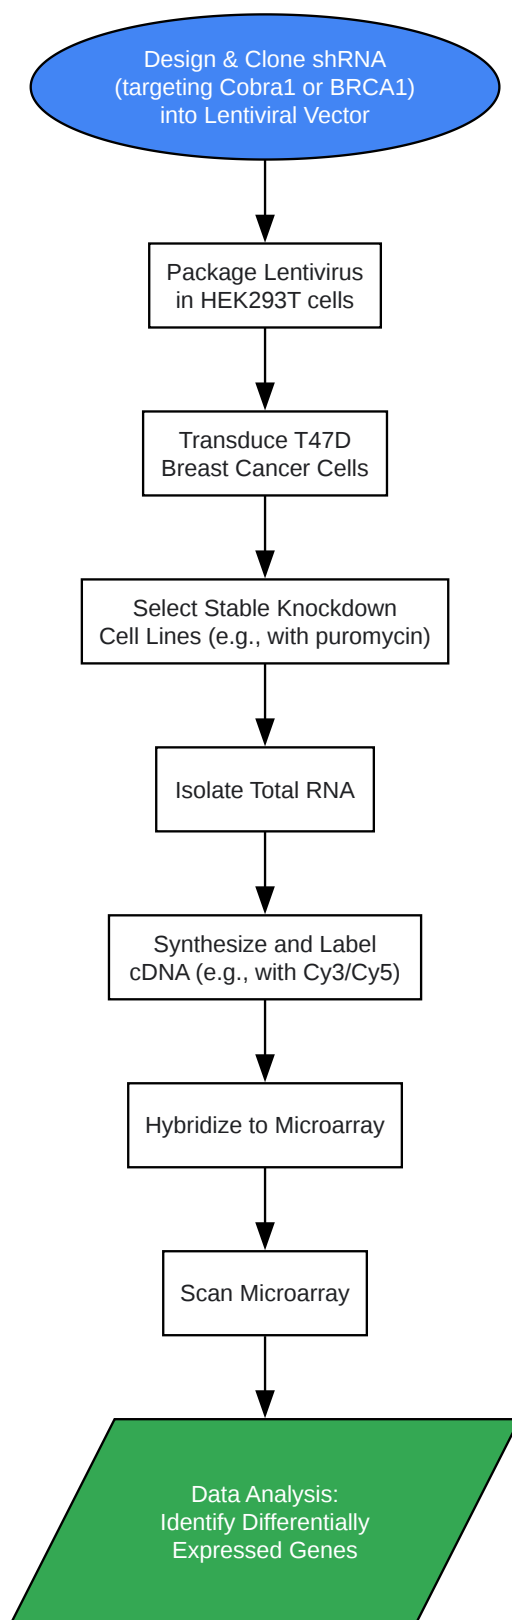 Design & Clone shRNA
(targeting Cobra1 or BRCA1)
into Lentiviral Vector
Package Lentivirus
in HEK293T cells
Transduce T47D
Breast Cancer Cells
Select Stable Knockdown
Cell Lines (e.g., with puromycin)
Isolate Total RNA
Synthesize and Label
cDNA (e.g., with Cy3/Cy5)
Hybridize to Microarray
Scan Microarray
Data Analysis:
Identify Differentially
Expressed Genes